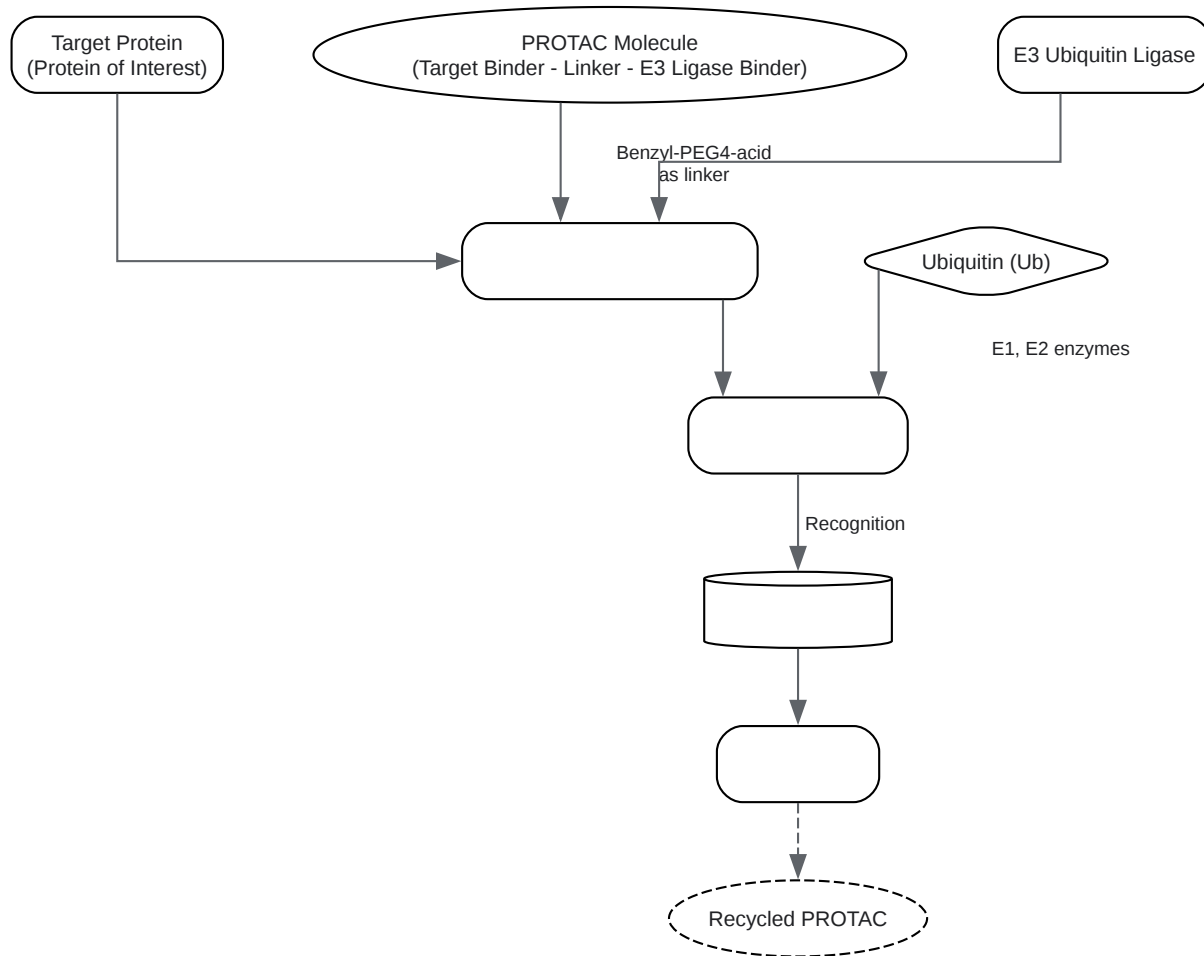 Target Protein
(Protein of Interest)
PROTAC Molecule
(Target Binder - Linker - E3 Ligase Binder)
E3 Ubiquitin Ligase
Benzyl-PEG4-acid
as linker
Ubiquitin (Ub)
E1, E2 enzymes
Recognition
Recycled PROTAC